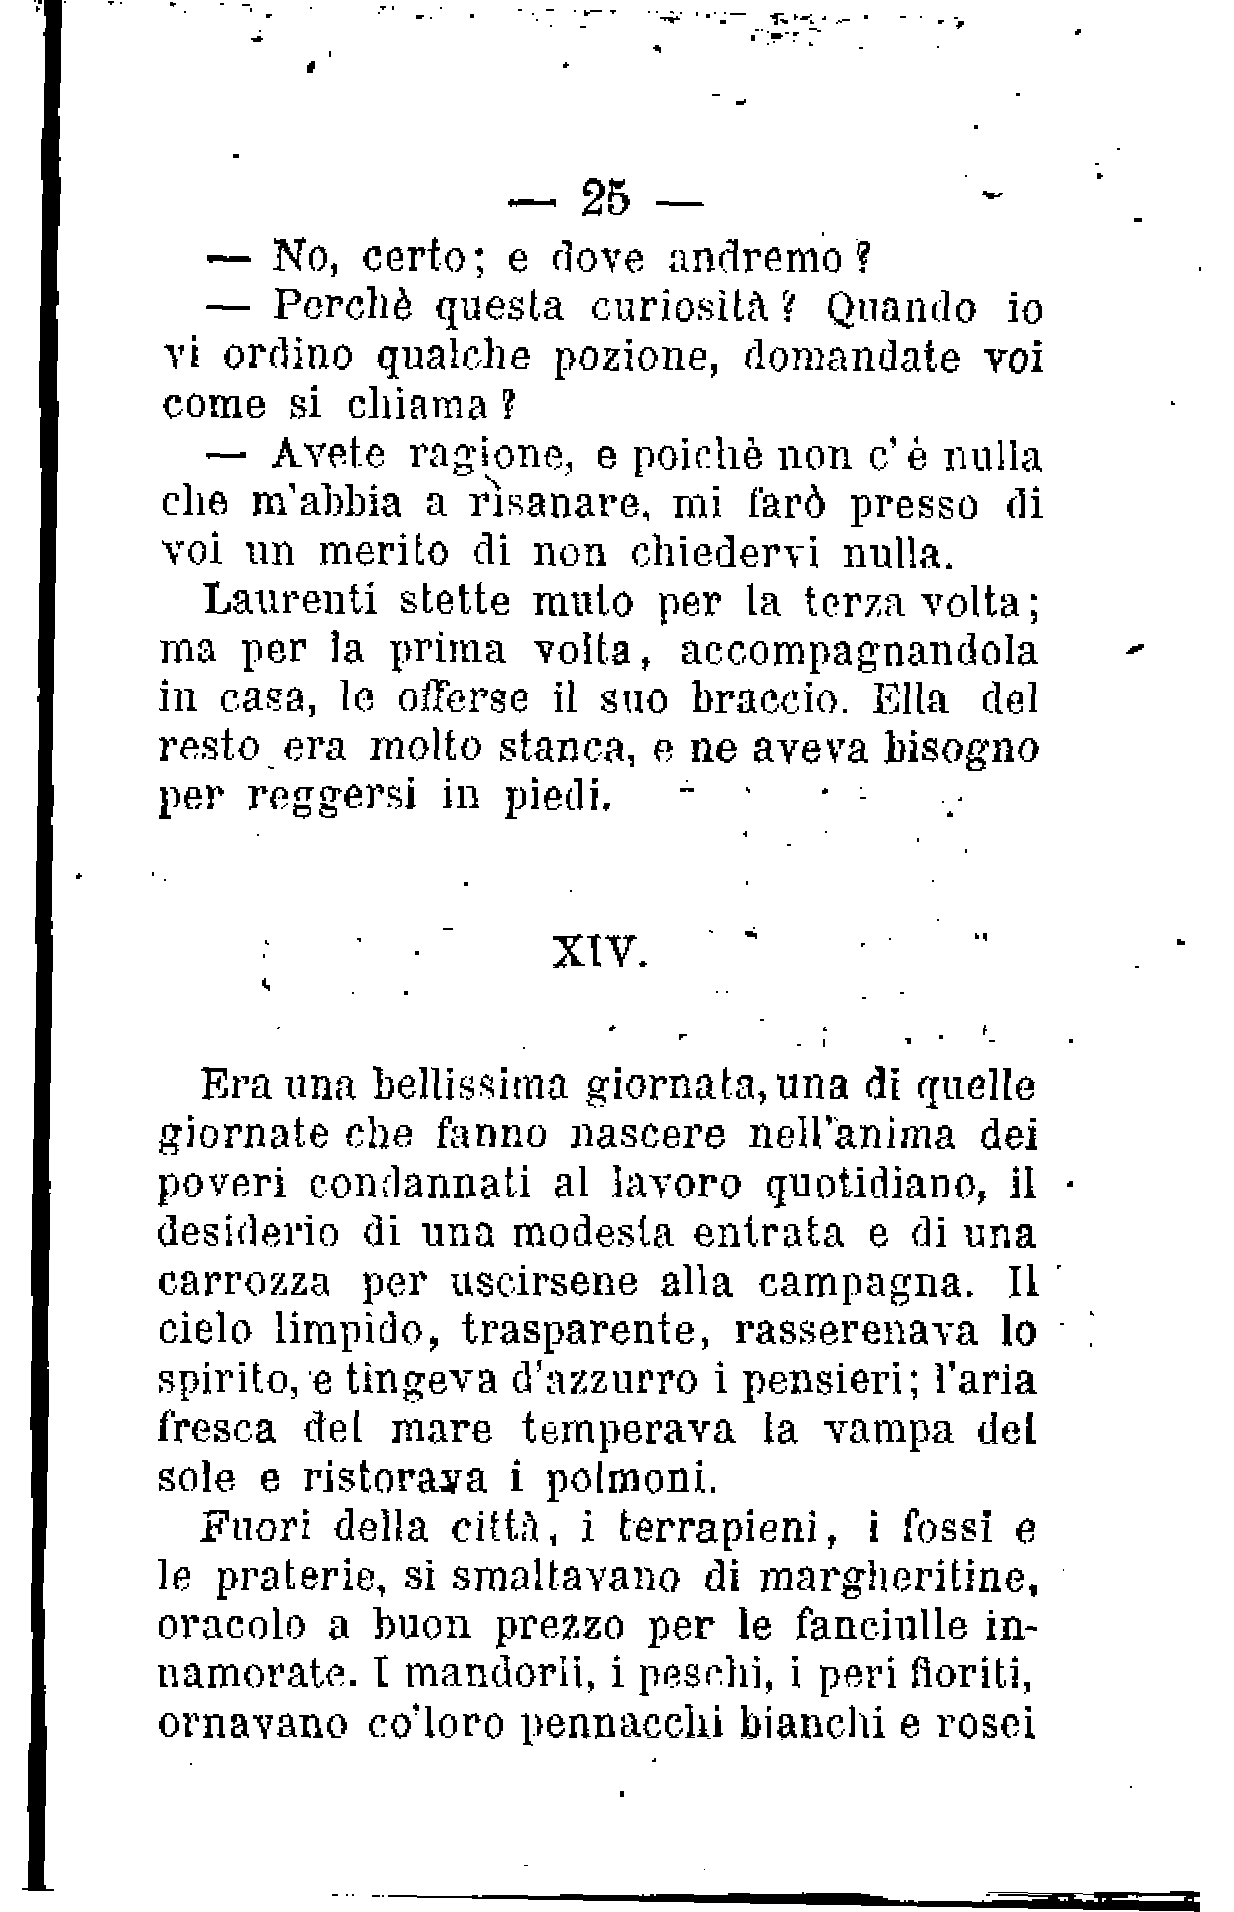 — 25 —
— No, certo; e dove andremo?
— Perchè questa curiosità? Quando io
vi ordino qualche pozione, domandate voi
come si chiama?
— Avete ragione, e poichè non c'è nulla
che m'abbia a risanare, mi farò presso di
voi un merito di non chiedervi nulla.
Laurenti stette muto per la terza volta;
ma per la prima volta, accompagnandola
in casa, le offerse il suo braccio. Ella del
resto era molto stanca, e ne aveva bisogno
per reggersi in piedi.
XIV.
Era una bellissima giornata, una di quelle
giornate che fanno nascere nell'anima dei
poveri condannati al lavoro quotidiano, il
desiderio di una modesta entrata e di una
carrozza per uscirsene alla campagna. Il
cielo limpido, trasparente, rasserenava lo
spirito, e tingeva d'azzurro i pensieri; l'aria
fresca del mare temperava la vampa del
sole e ristorava i polmoni.
Fuori della città, i terrapieni, i fossi e
le praterie, si smaltavano di margheritine,
oracolo a buon prezzo per le fanciulle in-
namorate. I mandorli, i peschi, i peri fioriti,
ornavano co'loro pennacchi bianchi e rosei